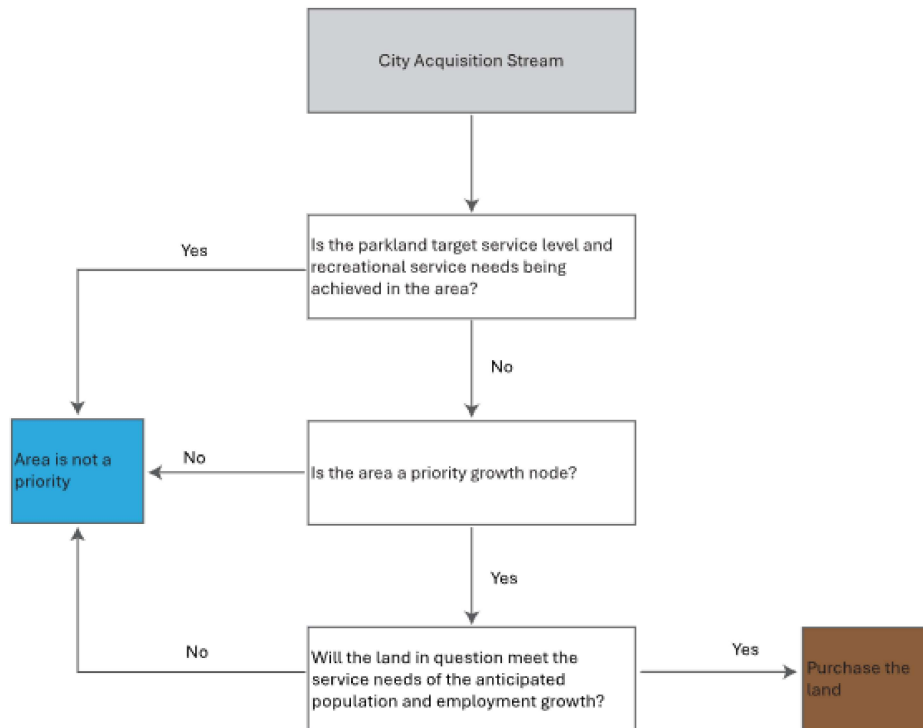 City Acquisition Stream
Yes
Is the parkland target service level and
recreational service needs being
achieved in the area?
No
Area is not a
priority
No
Is the area a priority growth node?
Yes
No
Will the land in question meet the
service needs of the anticipated
population and employment growth?
Yes
Purchase the
land